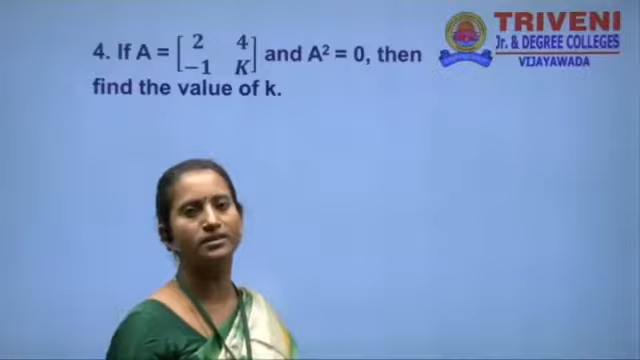 4. If A = [2 4
−1 K] and A² = 0, then
find the value of k.
TRIVENI
Jr. & DEGREE COLLEGES
VIJAYAWADA